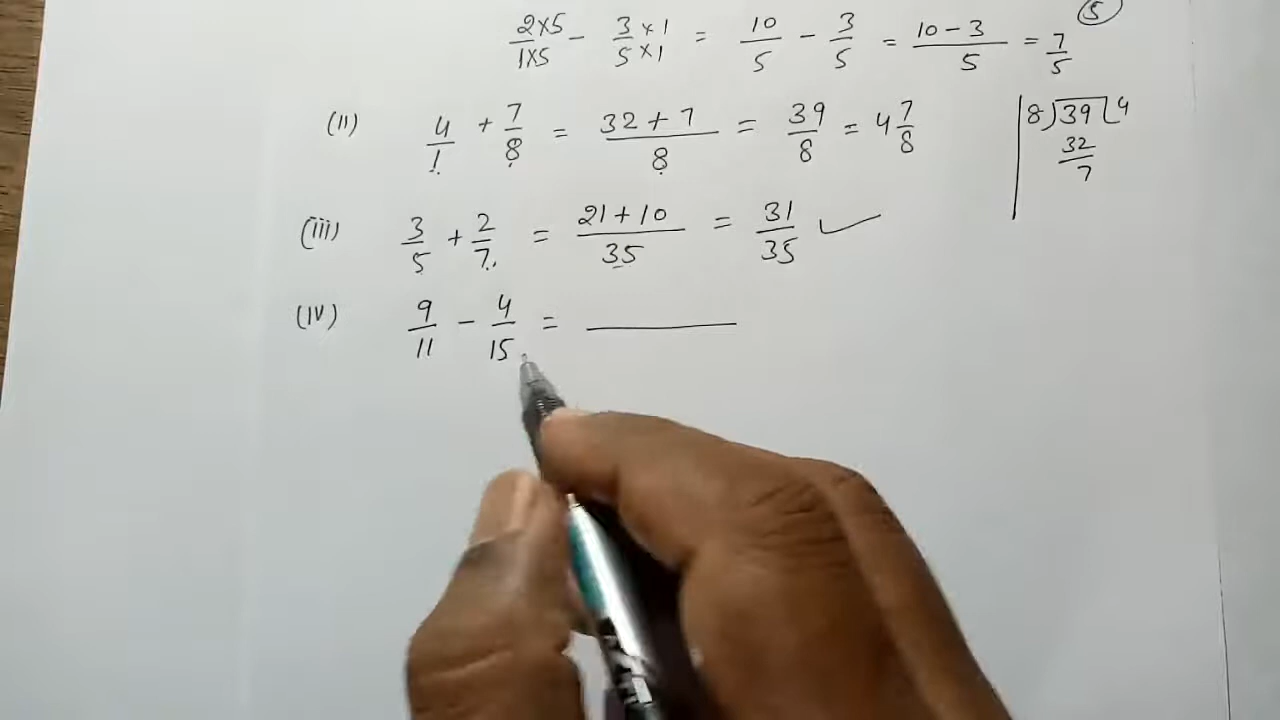 (5)
2×5/1×5 - 3×1/5×1 = 10/5 - 3/5 = 10-3/5 = 7/5
(ii) 4/1 + 7/8 = 32+7/8 = 39/8 = 4 7/8
8)39(4
32
7
(iii) 3/5 + 2/7 = 21+10/35 = 31/35 ✓
(iv) 9/11 - 4/15 =